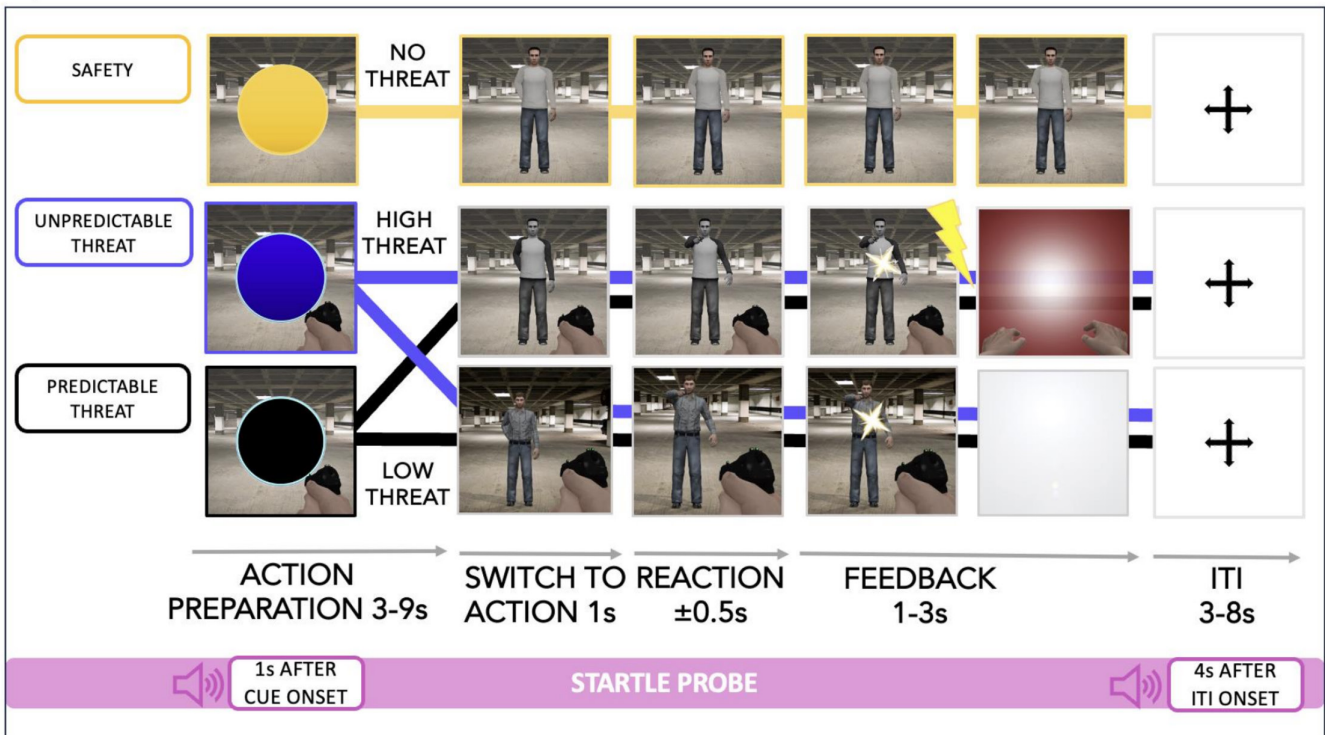 SAFETY
NO
THREAT
UNPREDICTABLE
THREAT
HIGH
THREAT
PREDICTABLE
THREAT
LOW
THREAT
ACTION
PREPARATION 3-9s
SWITCH TO
ACTION 1s
REACTION
±0.5s
FEEDBACK
1-3s
ITI
3-8s
1s AFTER
CUE ONSET
STARTLE PROBE
4s AFTER
ITI ONSET